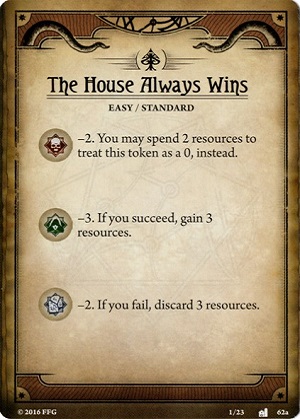 The House Always Wins
EASY / STANDARD
–2. You may spend 2 resources to
treat this token as a 0, instead.
–3. If you succeed, gain 3
resources.
–2. If you fail, discard 3 resources.
© 2016 FFG
1/23
62a